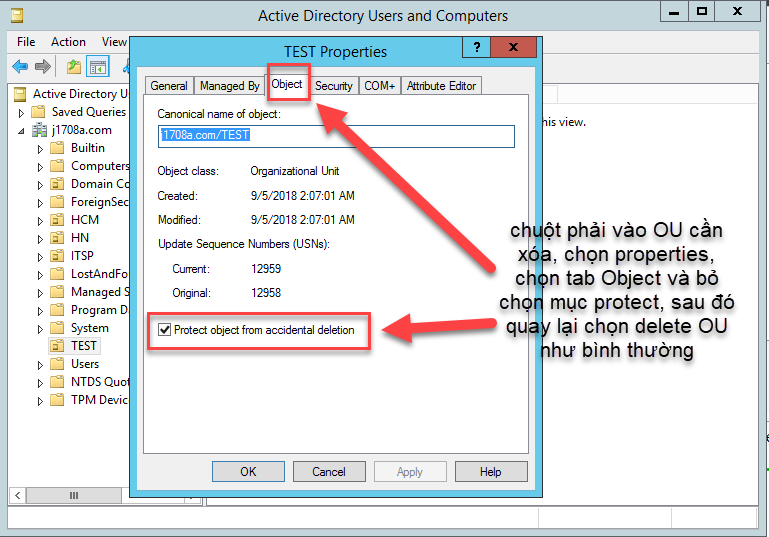 Active Directory Users and Computers
File Action View
TEST Properties
?
General Managed By Object Security COM+ Attribute Editor
Active Directory U
Saved Queries
j1708a.com
Builtin
Computers
Domain Co
ForeignSec
HCM
HN
ITSP
LostAndFo
Managed S
Program D
System
TEST
Users
NTDS Quot
TPM Devic
Canonical name of object:
j1708a.com/TEST
Object class: Organizational Unit
Created: 9/5/2018 2:07:01 AM
Modified: 9/5/2018 2:07:01 AM
Update Sequence Numbers (USNs):
Current: 12959
Original: 12958
Protect object from accidental deletion
OK Cancel Apply Help
his view.
chuột phải vào OU cần
xóa, chọn properties,
chọn tab Object và bỏ
chọn mục protect, sau đó
quay lại chọn delete OU
như bình thường